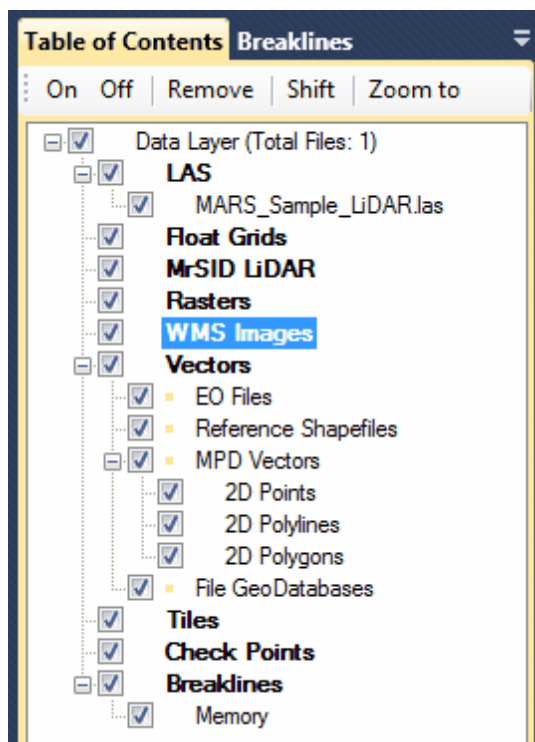 Table of Contents Breaklines
On Off Remove Shift Zoom to
Data Layer (Total Files: 1)
LAS
MARS_Sample_LiDAR.las
Float Grids
MrSID LiDAR
Rasters
WMS Images
Vectors
EO Files
Reference Shapefiles
MPD Vectors
2D Points
2D Polylines
2D Polygons
File GeoDatabases
Tiles
Check Points
Breaklines
Memory